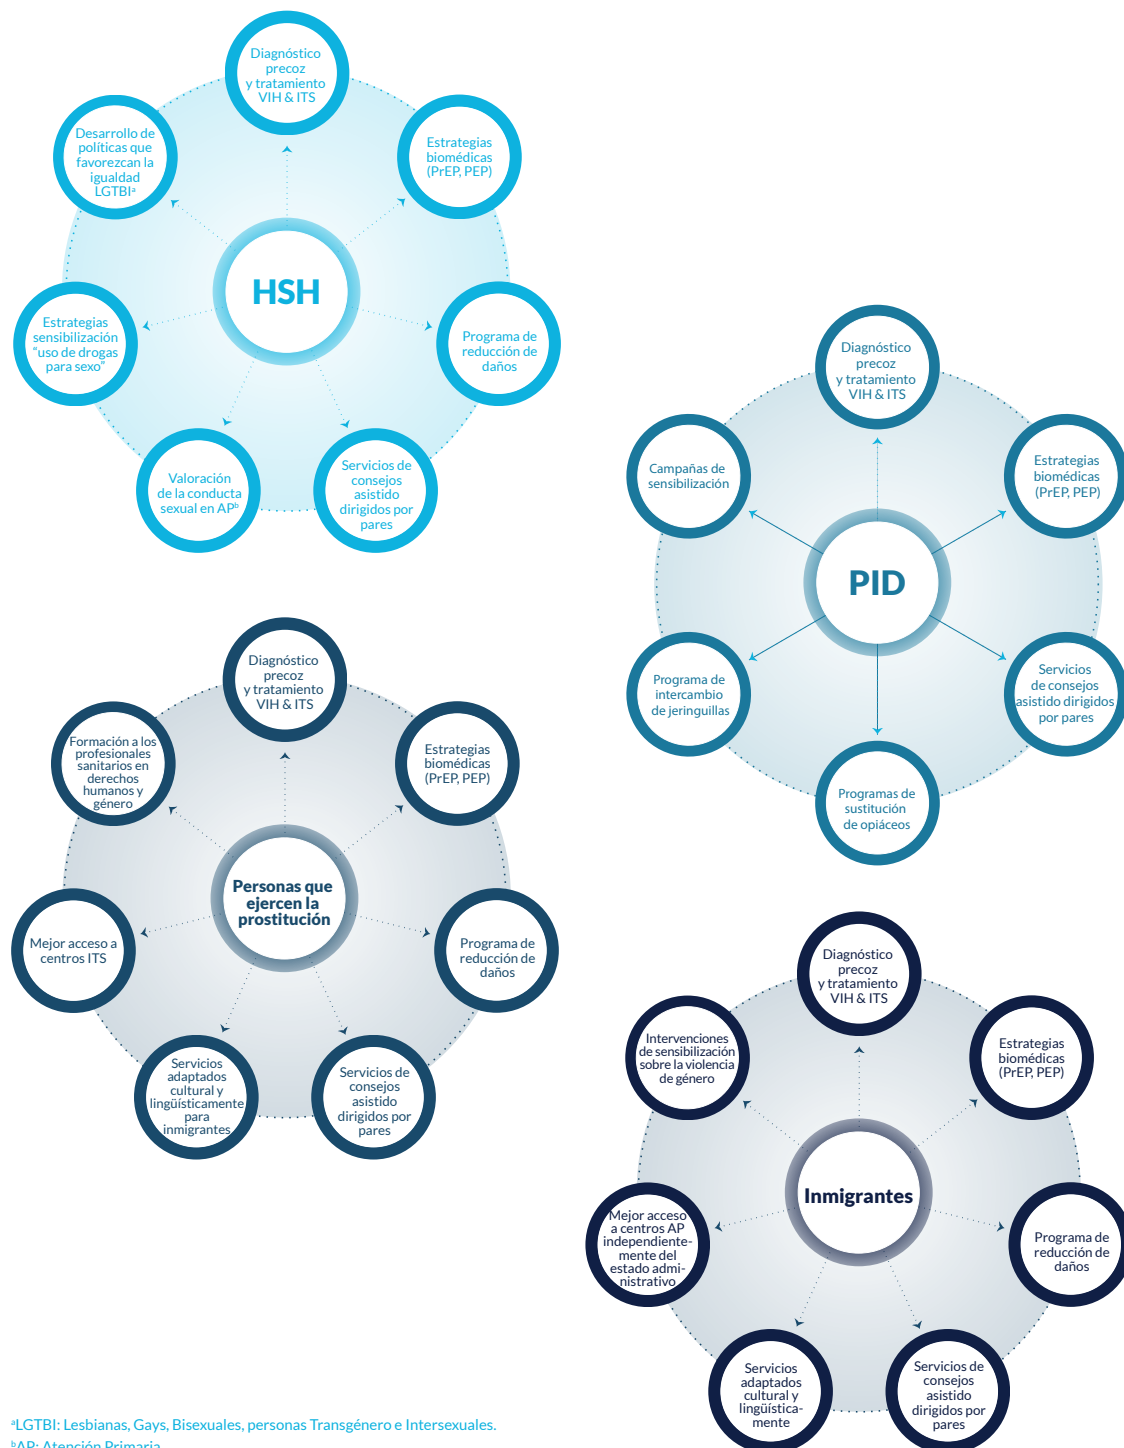 Diagnóstico
precoz
y tratamiento
VIH & ITS
Desarrollo de
políticas que
favorezcan la
igualdad
LGTBIª
Estrategias
biomédicas
(PrEP, PEP)
HSH
Estrategias
sensibilización
“uso de drogas
para sexo”
Programa de
reducción de
daños
Valoración
de la conducta
sexual en APᵇ
Servicios de
consejos
asistido
dirigidos por
pares
Diagnóstico
precoz
y tratamiento
VIH & ITS
Campañas de
sensibilización
Estrategias
biomédicas
(PrEP, PEP)
PID
Programa de
intercambio
de jeringuillas
Servicios
de consejos
asistido dirigidos
por pares
Programas de
sustitución
de opiáceos
Diagnóstico
precoz
y tratamiento
VIH & ITS
Formación a los
profesionales
sanitarios en
derechos
humanos y
género
Estrategias
biomédicas
(PrEP, PEP)
Personas que
ejercen la
prostitución
Mejor acceso a
centros ITS
Programa de
reducción de
daños
Servicios
adaptados
cultural y
lingüísticamente
para
inmigrantes
Servicios de
consejos
asistido
dirigidos por
pares
Diagnóstico
precoz
y tratamiento
VIH & ITS
Intervenciones
de sensibilización
sobre la violencia
de género
Estrategias
biomédicas
(PrEP, PEP)
Inmigrantes
Mejor acceso
a centros AP
independiente-
mente del
estado admi-
nistrativo
Programa de
reducción de
daños
Servicios
adaptados
cultural y
lingüística-
mente
Servicios de
consejos
asistido
dirigidos por
pares
ªLGTBI: Lesbianas, Gays, Bisexuales, personas Transgénero e Intersexuales.
ᵇAP: Atención Primaria